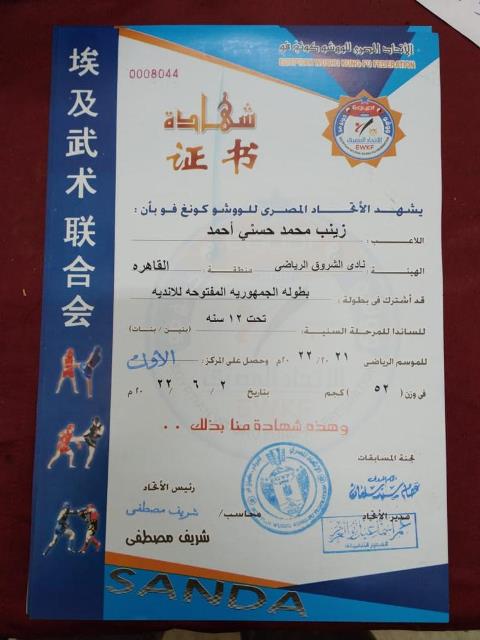 الاتحاد المصري للووشو كونغ فو
EGYPTIAN WUSHU KUNG FU FEDERATION
0008044
شهادة
证书
EWKF
埃及武术联合会
يشهد الأتحاد المصرى للووشو كونغ فو بأن :
اللاعب : زينب محمد حسني أحمد
الهيئة : نادى الشروق الرياضى منطقة : القاهره
قد أشترك فى بطولة : بطوله الجمهوريه المفتوحه للانديه
للساندا للمرحلة السنية : تحت ١٢ سنه (بنين / بنات)
للموسم الرياضى ٢١ ٢٠ / ٢٢ ٢٠ م وحصل على المركز : الأول
فى وزن ( ٥٢ ) كجم بتاريخ ٢ / ٦ / ٢٢ ٢٠ م
وهذه شهادة منا بذلك . .
لجنة المسابقات
رئيس الأتحاد
شريف مصطفى
شريف مصطفى
محاسب/
مدير الأتحاد
SANDA